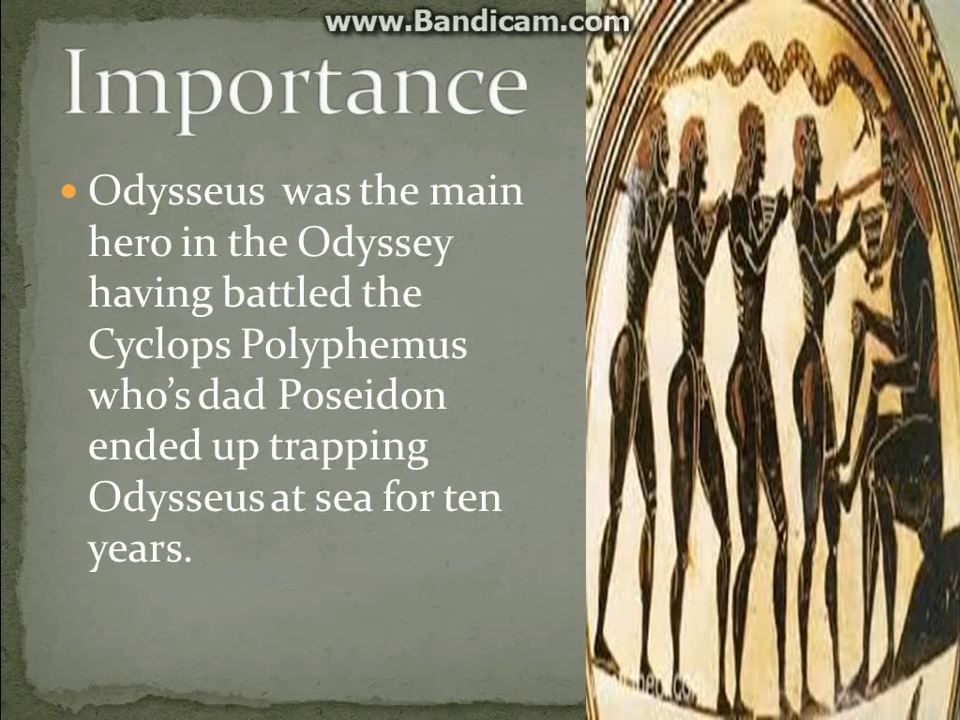 www.Bandicam.com
Importance
Odysseus was the main
hero in the Odyssey
having battled the
Cyclops Polyphemus
who's dad Poseidon
ended up trapping
Odysseus at sea for ten
years.